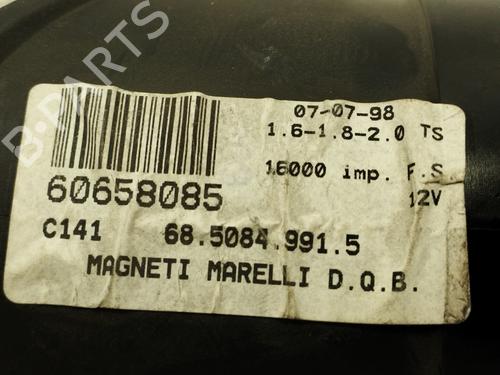 B-PARTS
07-07-98
1.6-1.8-2.0 TS
16000 imp. F.S.
12V
60658085
C141 68.5084.991.5
MAGNETI MARELLI D.Q.B.